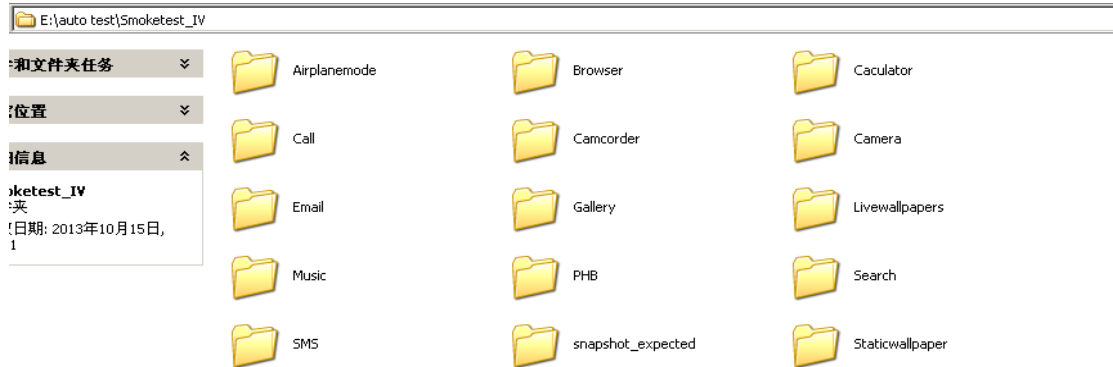 E:\auto test\Smoketest_IV
和文件夹任务
位置
信息
oketest_IV
夹
日期: 2013年10月15日,
1
Airplanemode Browser Caculator
Call Camcorder Camera
Email Gallery Livewallpapers
Music PHB Search
SMS snapshot_expected Staticwallpaper